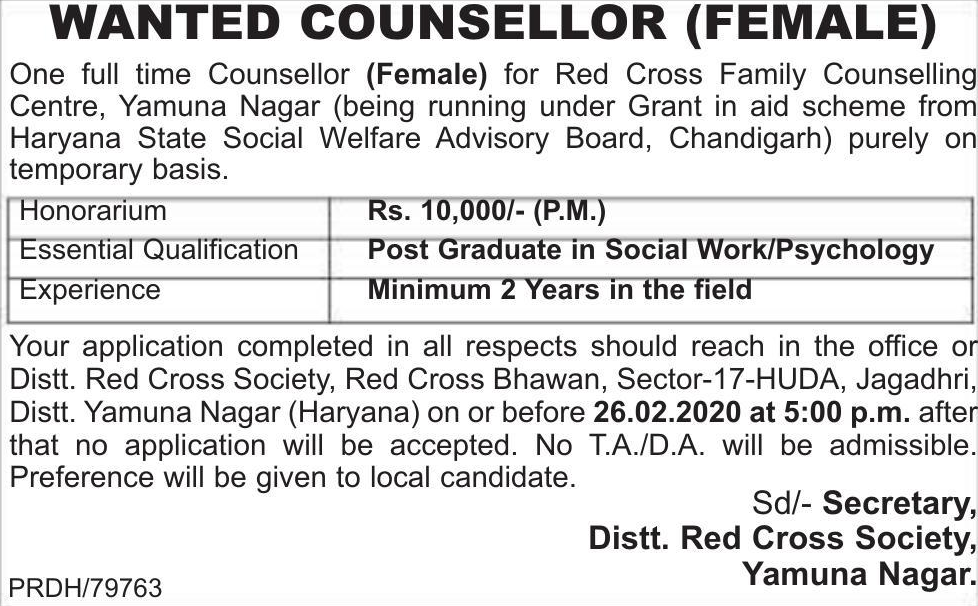 WANTED COUNSELLOR (FEMALE)
One full time Counsellor (Female) for Red Cross Family Counselling
Centre, Yamuna Nagar (being running under Grant in aid scheme from
Haryana State Social Welfare Advisory Board, Chandigarh) purely on
temporary basis.
Honorarium Rs. 10,000/- (P.M.)
Essential Qualification Post Graduate in Social Work/Psychology
Experience Minimum 2 Years in the field
Your application completed in all respects should reach in the office or
Distt. Red Cross Society, Red Cross Bhawan, Sector-17-HUDA, Jagadhri,
Distt. Yamuna Nagar (Haryana) on or before 26.02.2020 at 5:00 p.m. after
that no application will be accepted. No T.A./D.A. will be admissible.
Preference will be given to local candidate.
Sd/- Secretary,
Distt. Red Cross Society,
Yamuna Nagar.
PRDH/79763